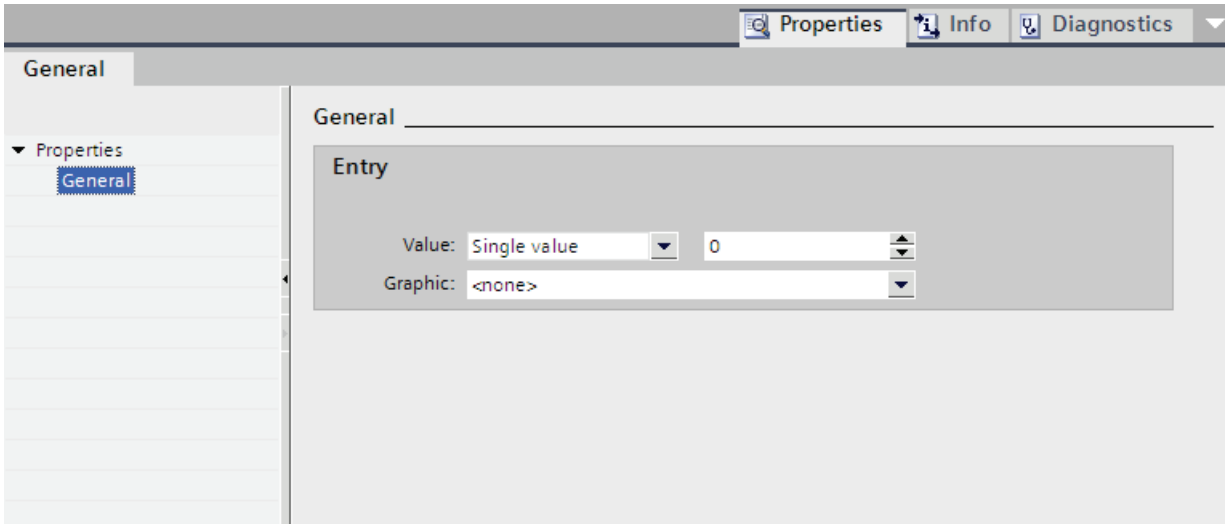 Properties Info Diagnostics
General
General
Properties
General
Entry
Value: Single value 0
Graphic: <none>